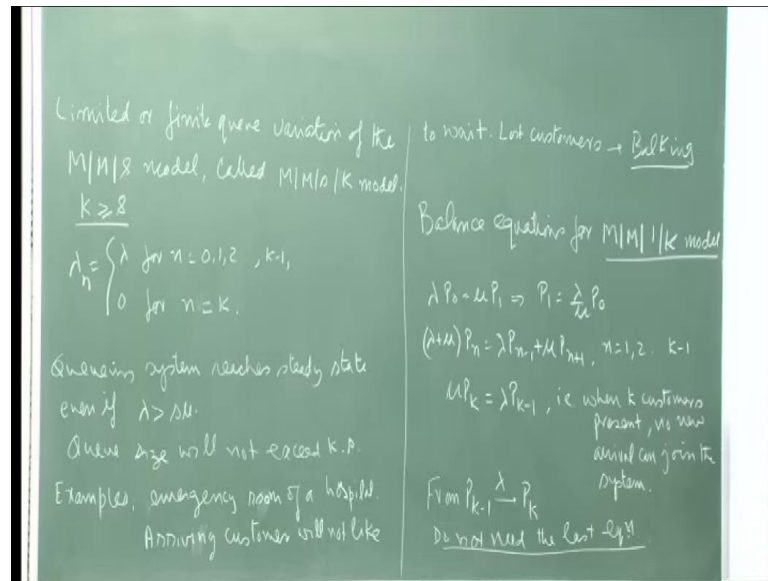 Limited or finite queue variation of the
M|M|s model, called M|M|s|K model.
K ≥ s
λn = { λ for n = 0,1,2 , K-1,
0 for n = K.
Queueing system reaches steady state
even if λ > sμ.
Queue size will not exceed K-s.
Examples, emergency room of a hospital.
Arriving customer will not like
to wait. Lost customers → Balking
Balance equations for M|M|1|K model
λP0 = μP1 ⇒ P1 = λ/μ P0
(λ+μ)Pn = λPn-1 + μPn+1, n=1,2. K-1
μPK = λPK-1, ie when K customers
present, no new
arrival can join the
system.
From PK-1 λ→ PK
Do not need the last eqn